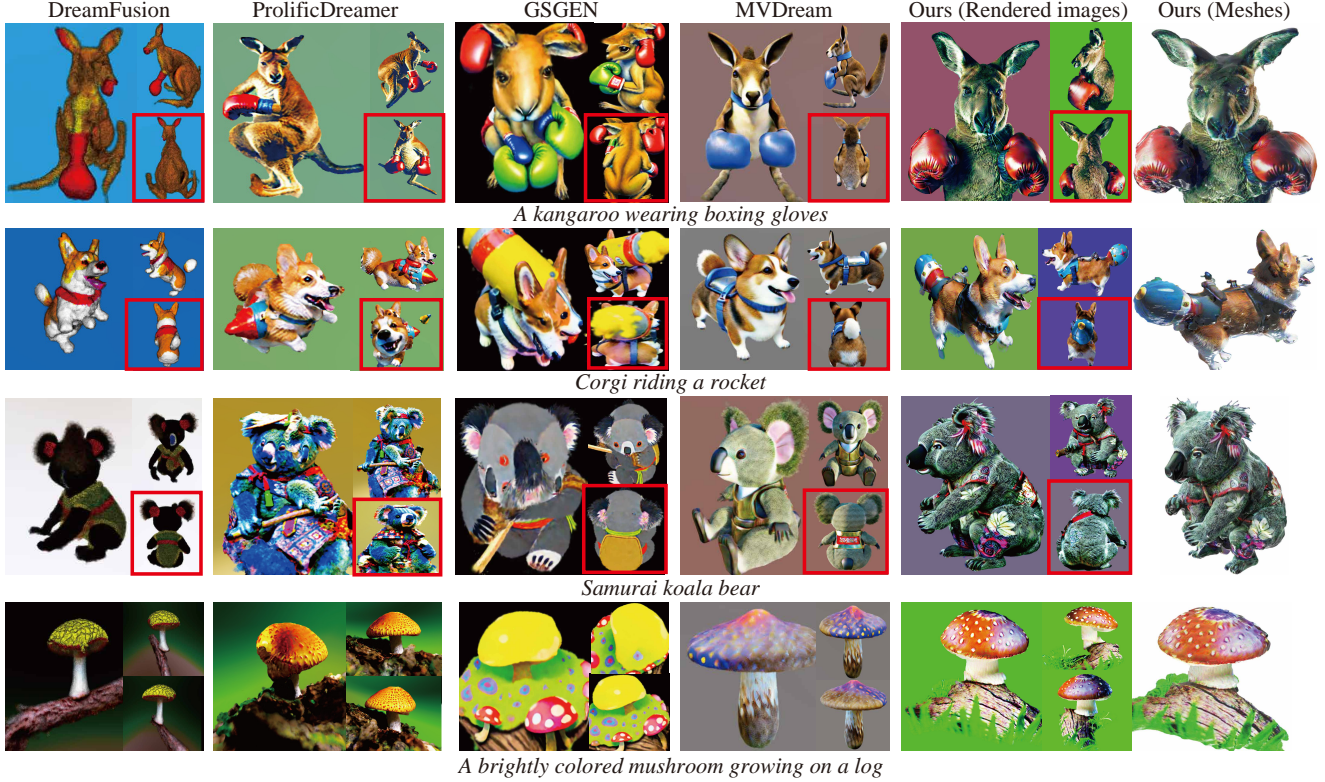 DreamFusion ProlificDreamer GSGEN MVDream Ours (Rendered images) Ours (Meshes)
A kangaroo wearing boxing gloves
Corgi riding a rocket
Samurai koala bear
A brightly colored mushroom growing on a log